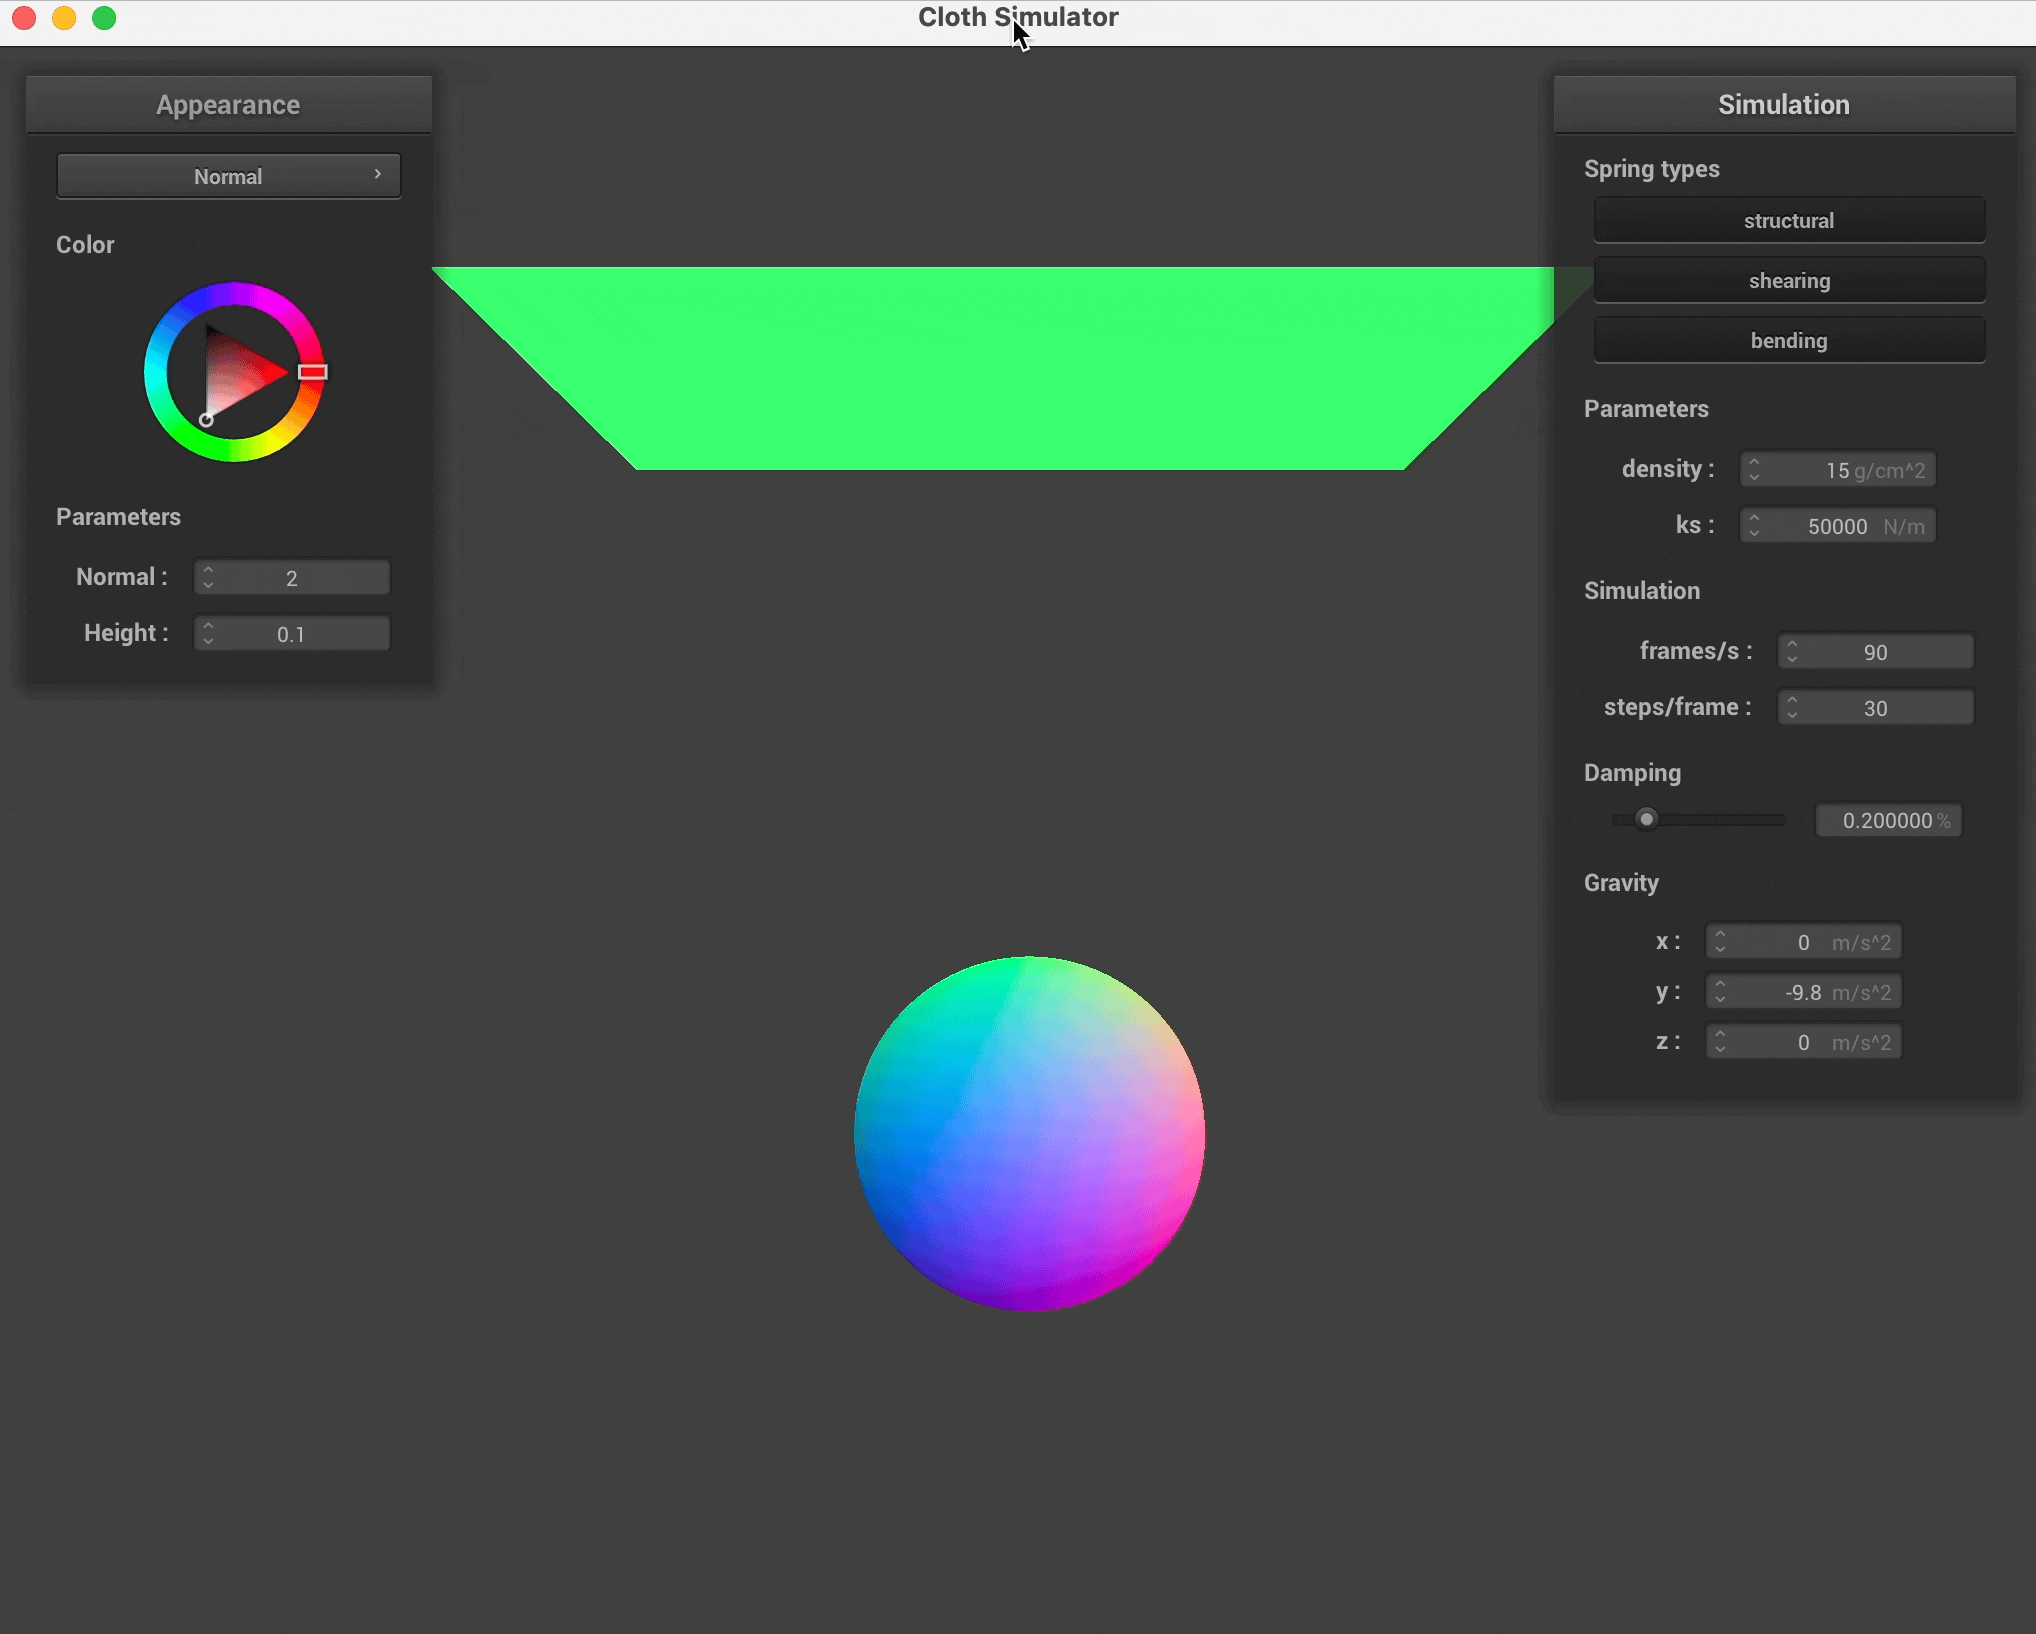 Cloth Simulator
Appearance
Normal
Color
Parameters
Normal : 2
Height : 0.1
Simulation
Spring types
structural
shearing
bending
Parameters
density : 15 g/cm^2
ks : 50000 N/m
Simulation
frames/s : 90
steps/frame : 30
Damping
0.200000 %
Gravity
x : 0 m/s^2
y : -9.8 m/s^2
z : 0 m/s^2